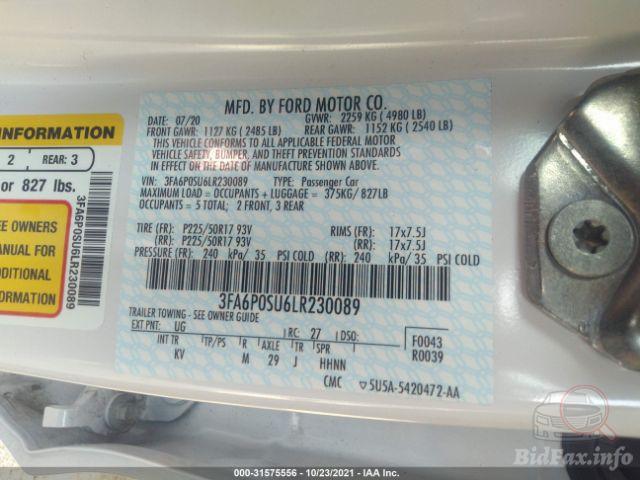 INFORMATION
2 REAR: 3
or 827 lbs.
EE OWNERS
ANUAL FOR
DDITIONAL
FORMATION
3FA6P0SU6LR230089
MFD. BY FORD MOTOR CO.
DATE: 07/20 GVWR: 2259 KG ( 4980 LB)
FRONT GAWR: 1127 KG ( 2485 LB) REAR GAWR: 1152 KG ( 2540 LB)
THIS VEHICLE CONFORMS TO ALL APPLICABLE FEDERAL MOTOR
VEHICLE SAFETY, BUMPER, AND THEFT PREVENTION STANDARDS
IN EFFECT ON THE DATE OF MANUFACTURE SHOWN ABOVE.
VIN: 3FA6P0SU6LR230089 TYPE: Passenger Car
MAXIMUM LOAD = OCCUPANTS + LUGGAGE = 375KG/827LB
OCCUPANTS = 5 TOTAL; 2 FRONT, 3 REAR
TIRE (FR): P225/50R17 93V RIMS (FR): 17x7.5J
(RR): P225/50R17 93V (RR): 17x7.5J
PRESSURE (FR): 240 kPa/ 35 PSI COLD (RR): 240 kPa/ 35 PSI COLD
3FA6P0SU6LR230089
TRAILER TOWING - SEE OWNER GUIDE
EXT PNT: UG RC: 27 DSO: F0043
INT TR TP/PS R AXLE TR SPR R0039
KV M 29 J HHNN
CMC 5U5A-5420472-AA
000-31575556 - 10/23/2021 - IAA Inc.
BidFax.info